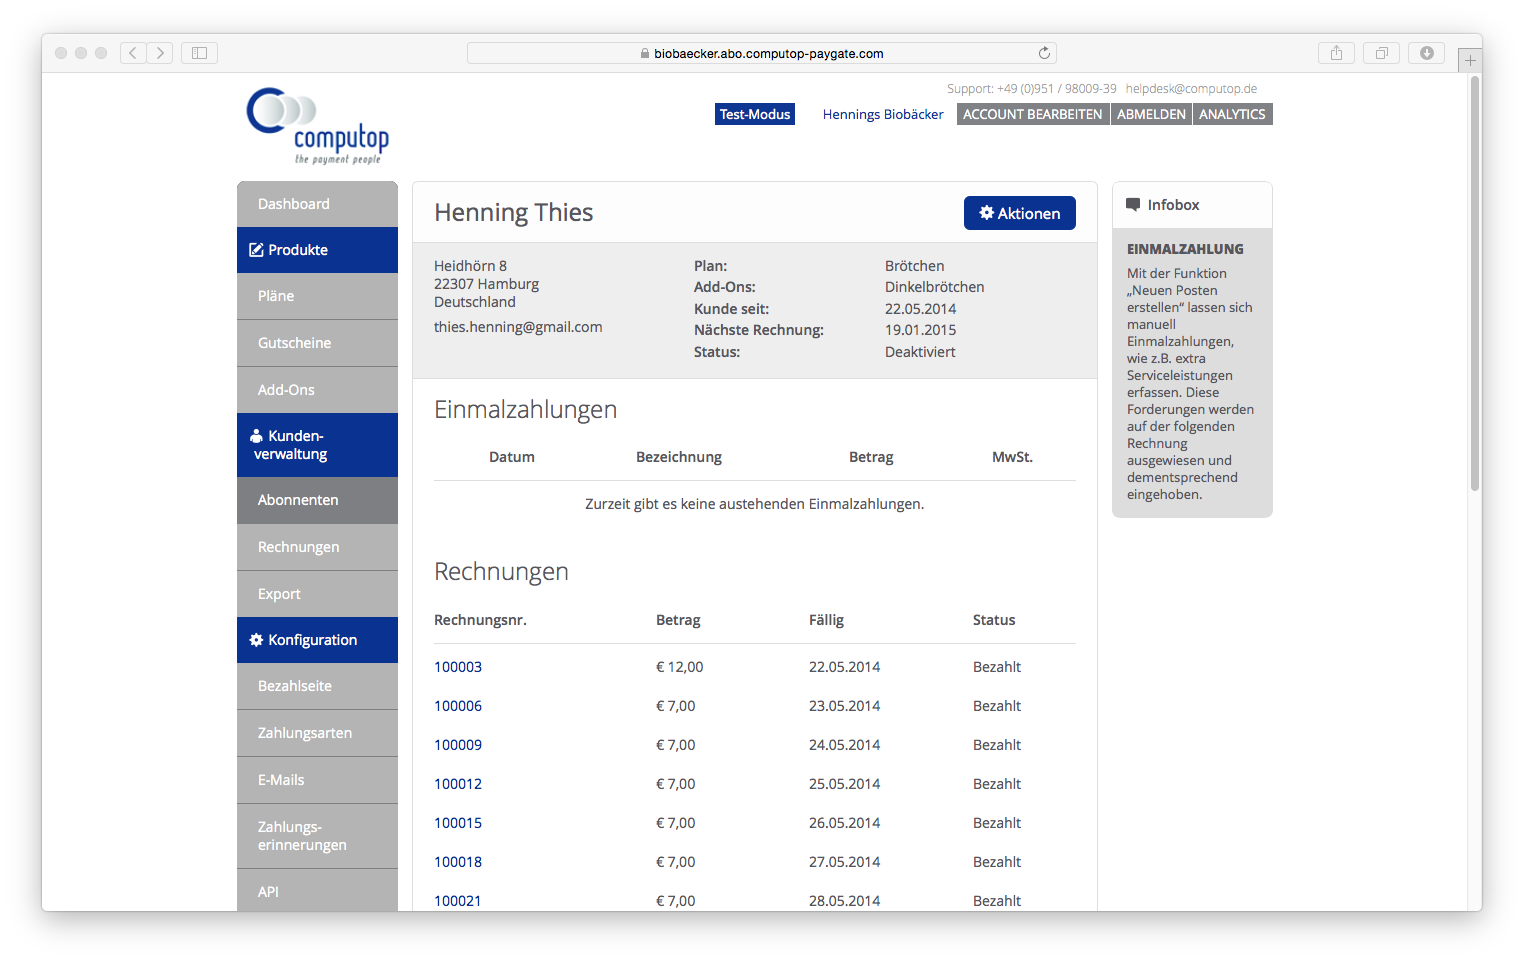 biobaecker.abo.computop-paygate.com
Support: +49 (0)951 / 98009-39 helpdesk@computop.de
computop
the payment people
Test-Modus Hennings Biobäcker ACCOUNT BEARBEITEN ABMELDEN ANALYTICS
Dashboard
Produkte
Pläne
Gutscheine
Add-Ons
Kunden-
verwaltung
Abonnenten
Rechnungen
Export
Konfiguration
Bezahlseite
Zahlungsarten
E-Mails
Zahlungs-
erinnerungen
API
Henning Thies
Aktionen
Heidhörn 8
22307 Hamburg
Deutschland
thies.henning@gmail.com
Plan: Brötchen
Add-Ons: Dinkelbrötchen
Kunde seit: 22.05.2014
Nächste Rechnung: 19.01.2015
Status: Deaktiviert
Einmalzahlungen
Datum Bezeichnung Betrag MwSt.
Zurzeit gibt es keine austehenden Einmalzahlungen.
Rechnungen
Rechnungsnr. Betrag Fällig Status
100003 € 12,00 22.05.2014 Bezahlt
100006 € 7,00 23.05.2014 Bezahlt
100009 € 7,00 24.05.2014 Bezahlt
100012 € 7,00 25.05.2014 Bezahlt
100015 € 7,00 26.05.2014 Bezahlt
100018 € 7,00 27.05.2014 Bezahlt
100021 € 7,00 28.05.2014 Bezahlt
Infobox
EINMALZAHLUNG
Mit der Funktion
„Neuen Posten
erstellen“ lassen sich
manuell
Einmalzahlungen,
wie z.B. extra
Serviceleistungen
erfassen. Diese
Forderungen werden
auf der folgenden
Rechnung
ausgewiesen und
dementsprechend
eingehoben.